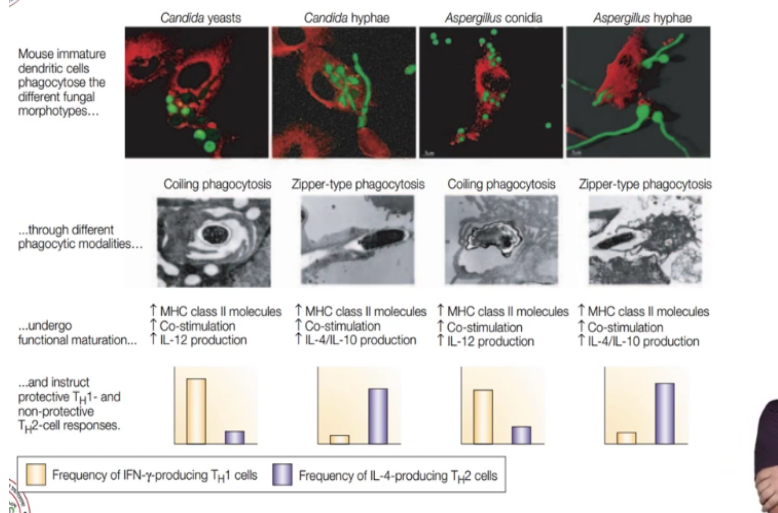 Candida yeasts
Candida hyphae
Aspergillus conidia
Aspergillus hyphae
Mouse immature
dendritic cells
phagocytose the
different fungal
morphotypes…
Coiling phagocytosis
Zipper-type phagocytosis
Coiling phagocytosis
Zipper-type phagocytosis
...through different
phagocytic modalities…
↑ MHC class II molecules
↑ Co-stimulation
↑ IL-12 production
↑ MHC class II molecules
↑ Co-stimulation
↑ IL-4/IL-10 production
↑ MHC class II molecules
↑ Co-stimulation
↑ IL-12 production
↑ MHC class II molecules
↑ Co-stimulation
↑ IL-4/IL-10 production
...undergo
functional maturation...
...and instruct
protective TH1- and
non-protective
TH2-cell responses.
Frequency of IFN-γ-producing TH1 cells
Frequency of IL-4-producing TH2 cells